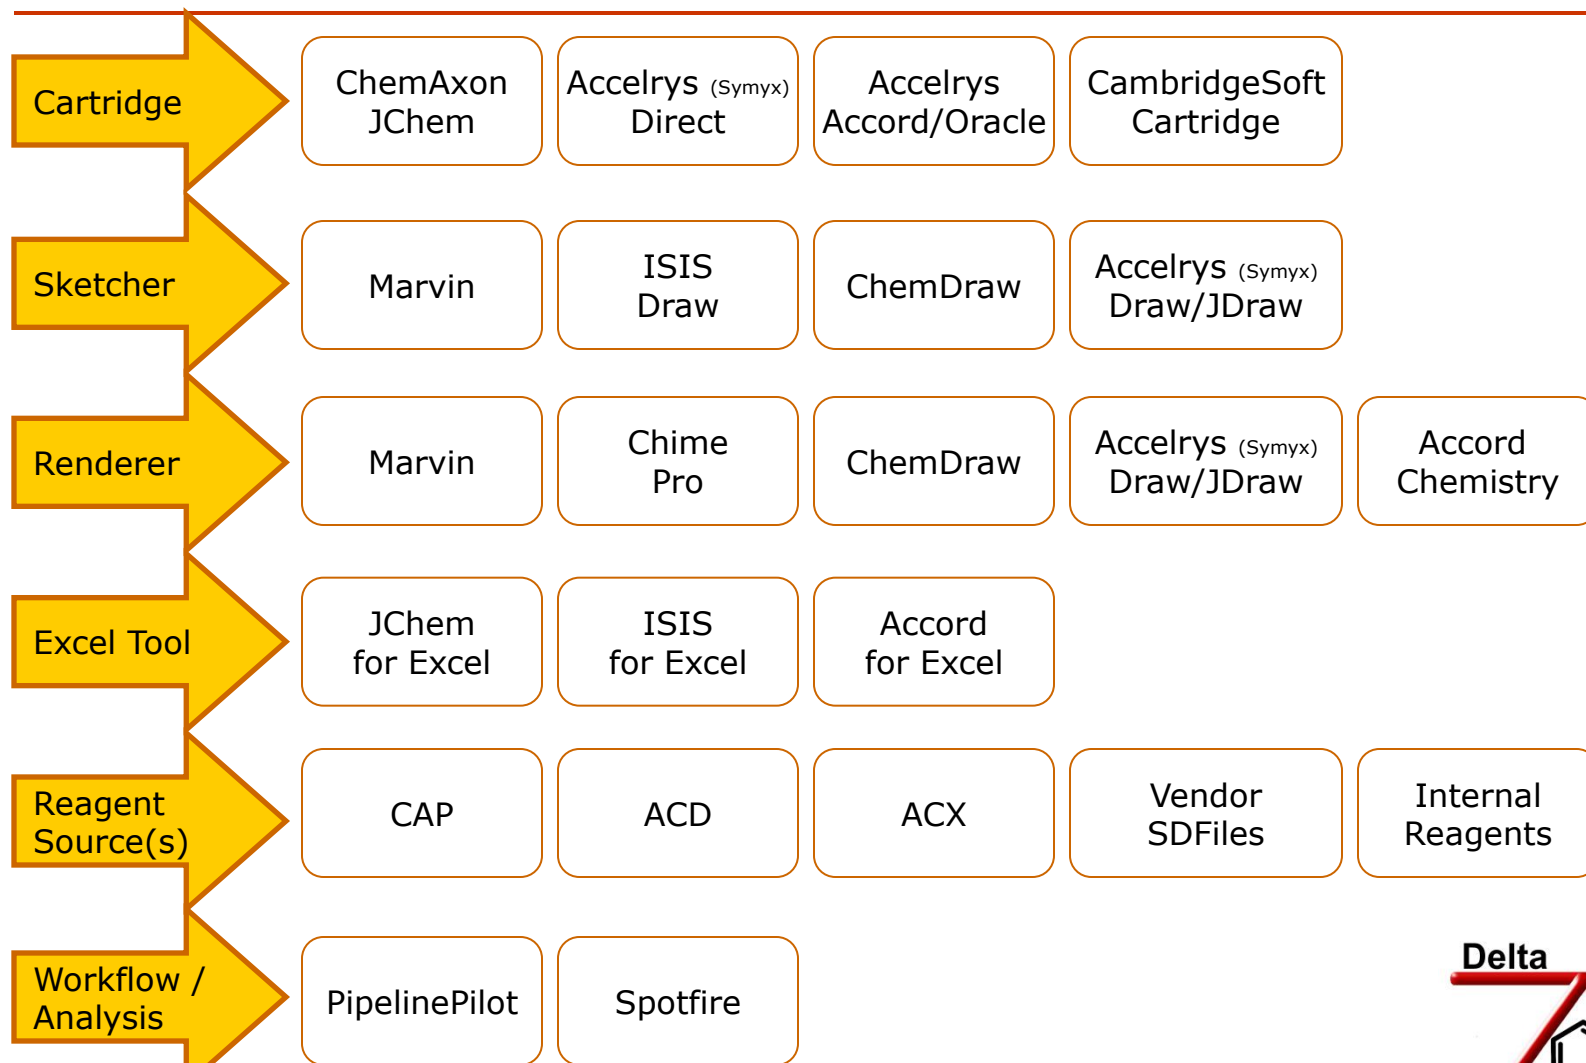 Cartridge
ChemAxon
JChem
Accelrys (Symyx)
Direct
Accelrys
Accord/Oracle
CambridgeSoft
Cartridge
Sketcher
Marvin
ISIS
Draw
ChemDraw
Accelrys (Symyx)
Draw/JDraw
Renderer
Marvin
Chime
Pro
ChemDraw
Accelrys (Symyx)
Draw/JDraw
Accord
Chemistry
Excel Tool
JChem
for Excel
ISIS
for Excel
Accord
for Excel
Reagent
Source(s)
CAP
ACD
ACX
Vendor
SDFiles
Internal
Reagents
Workflow /
Analysis
PipelinePilot
Spotfire
Delta
7